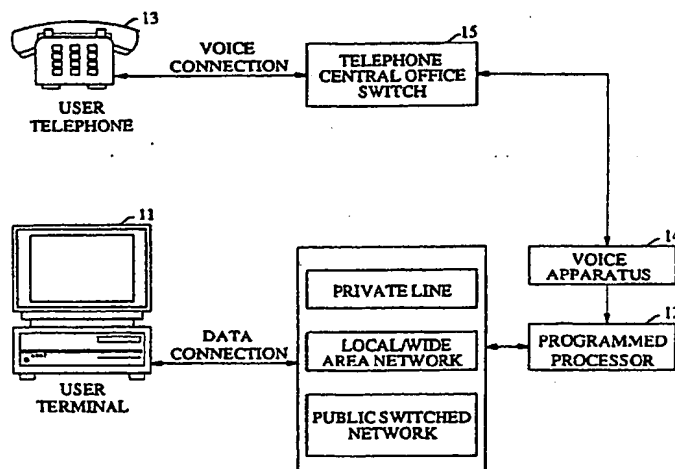 13
VOICE
CONNECTION
USER
TELEPHONE
15
TELEPHONE
CENTRAL OFFICE
SWITCH
11
USER
TERMINAL
DATA
CONNECTION
PRIVATE LINE
LOCAL/WIDE
AREA NETWORK
PUBLIC SWITCHED
NETWORK
14
VOICE
APPARATUS
PROGRAMMED
PROCESSOR